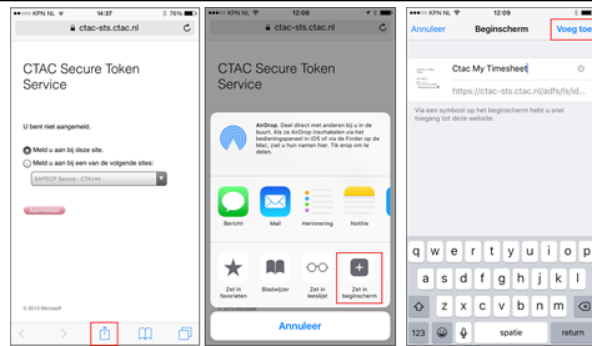 KPN NL 14:37 76%
ctac-sts.ctac.nl
CTAC Secure Token
Service
U bent niet aangemeld.
Meld u aan bij deze site.
Meld u aan bij een van de volgende sites:
SAPECP Secure - CTA144
Aanmelden
© 2013 Microsoft
KPN NL 12:08
ctac-sts.ctac.nl
CTAC Secure Token
Service
AirDrop. Deel direct met anderen bij u in de
buurt. Als ze AirDrop inschakelen via het
bedieningspaneel in iOS of via de Finder op de
Mac, ziet u hun namen hier. Tik erop om te
delen.
Bericht Mail Herinnering Notitie
Zet in
favorieten
Bladwijzer
Zet in
leeslijst
Zet in
beginscherm
Annuleer
KPN NL 12:09
Annuleer Beginscherm Voeg toe
Ctac My Timesheet
https://ctac-sts.ctac.nl/adfs/ls/id...
Via een symbool op het beginscherm hebt u snel
toegang tot deze website.
q w e r t y u i o p
a s d f g h j k l
z x c v b n m
123 spatie return